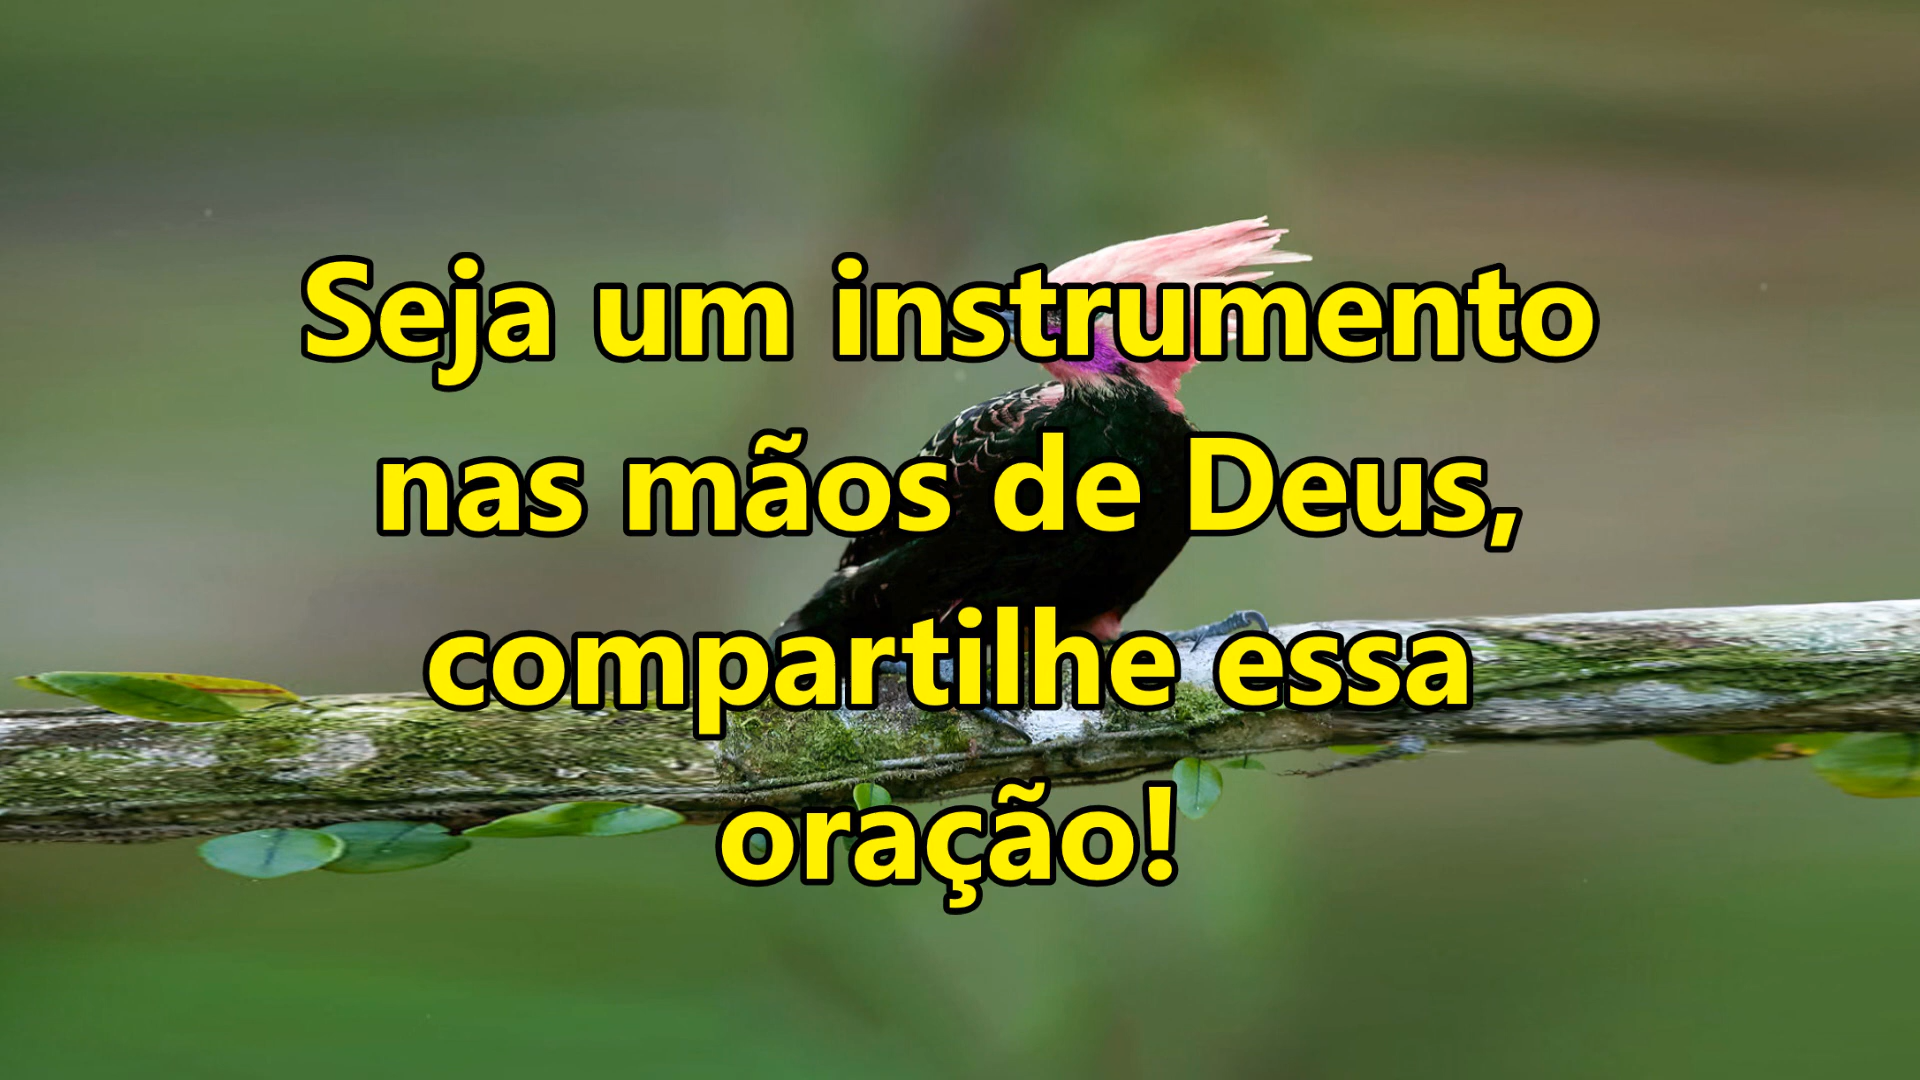 Seja um instrumento
nas mãos de Deus,
compartilhe essa
oração!